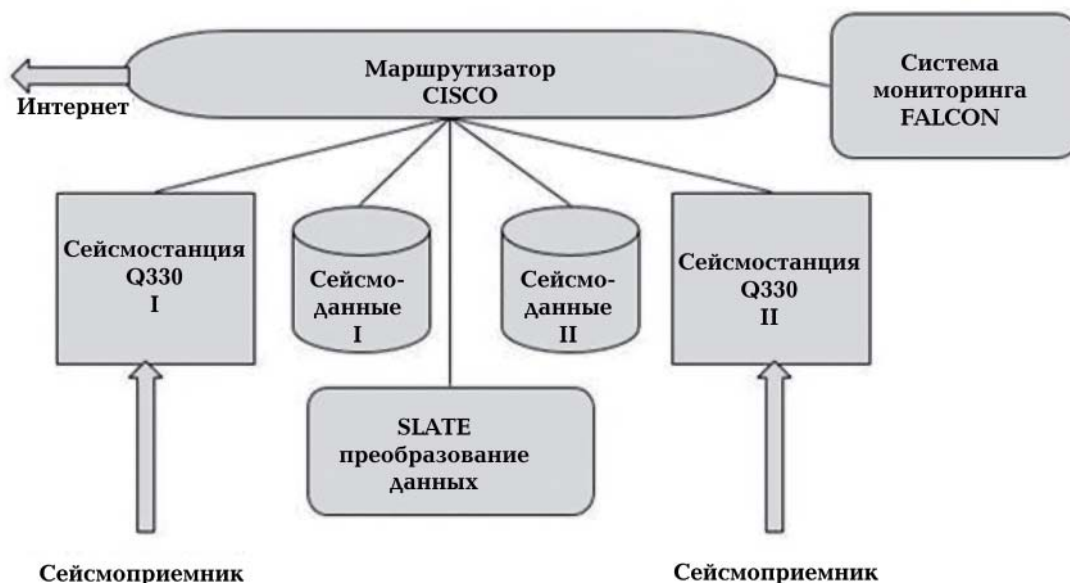 Маршрутизатор
CISCO
Интернет
Система
мониторинга
FALCON
Сейсмостанция
Q330
I
Сейсмо-
данные
I
Сейсмо-
данные
II
Сейсмостанция
Q330
II
SLATE
преобразование
данных
Сейсмоприемник
Сейсмоприемник